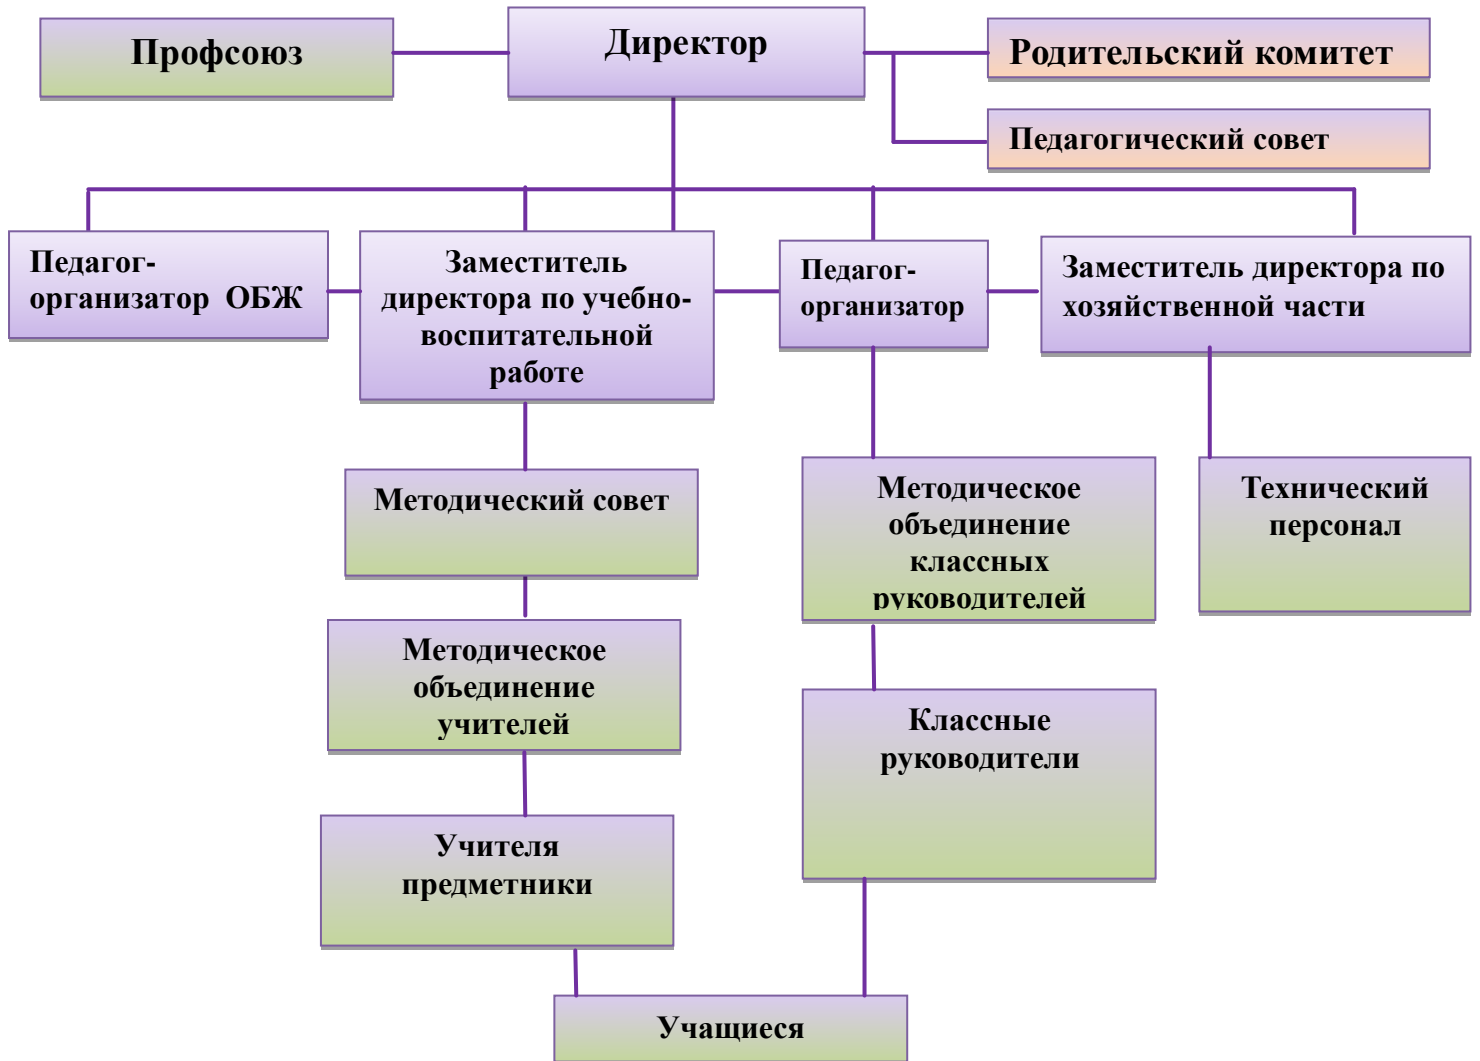 Профсоюз
Директор
Родительский комитет
Педагогический совет
Педагог-
организатор ОБЖ
Заместитель
директора по учебно-
воспитательной
работе
Педагог-
организатор
Заместитель директора по
хозяйственной части
Методический совет
Методическое
объединение
классных
руководителей
Технический
персонал
Методическое
объединение
учителей
Классные
руководители
Учителя
предметники
Учащиеся